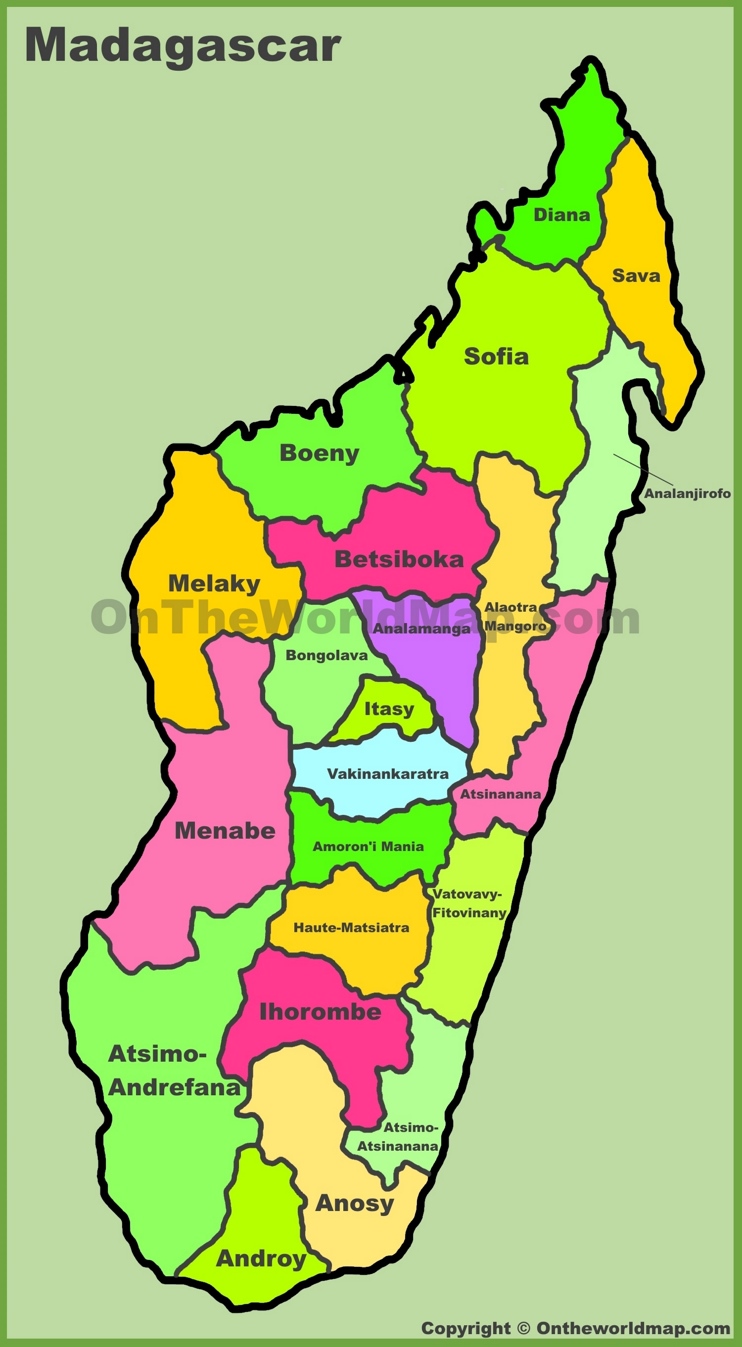 Madagascar
Diana
Sava
Sofia
Boeny
Analanjirofo
Betsiboka
Melaky
Alaotra
Mangoro
OnTheWorldMap.com
Analamanga
Bongolava
Itasy
Vakinankaratra
Atsinanana
Menabe
Amoron'i Mania
Vatovavy-
Fitovinany
Haute-Matsiatra
Ihorombe
Atsimo-
Andrefana
Atsimo-
Atsinanana
Anosy
Androy
Copyright © Ontheworldmap.com